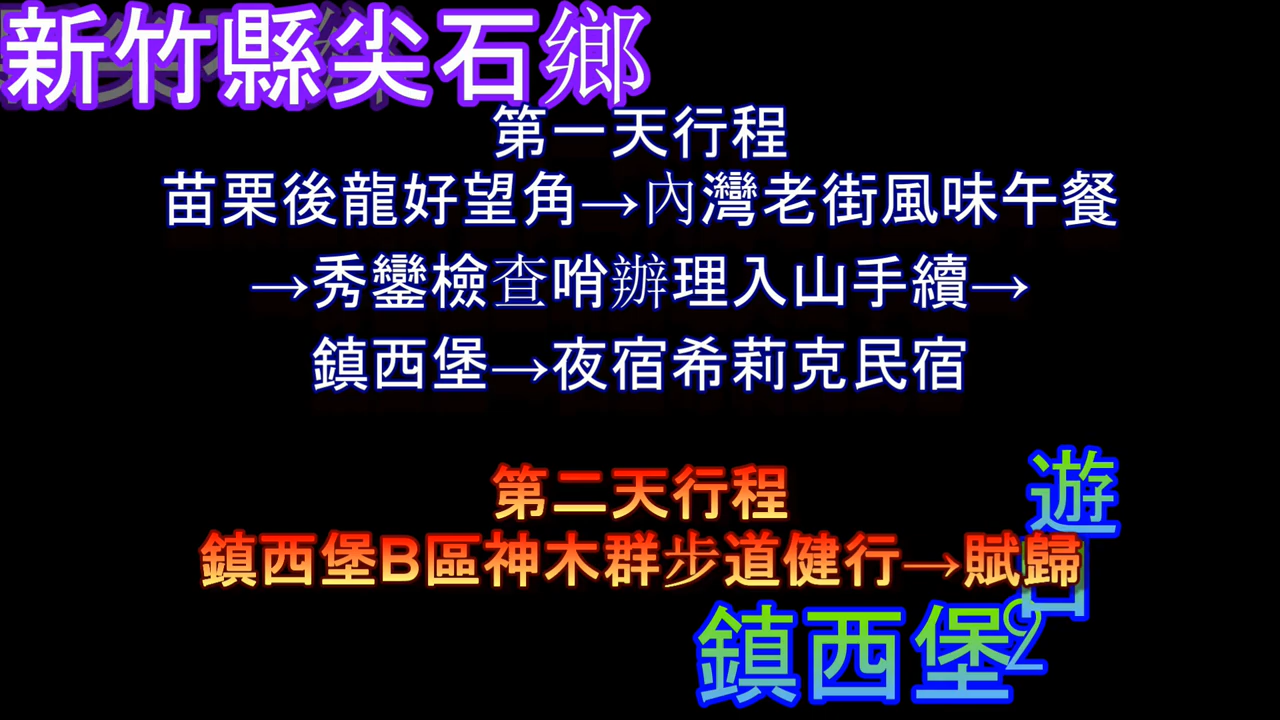 新竹縣尖石鄉
第一天行程
苗栗後龍好望角→內灣老街風味午餐
→秀鑾檢查哨辦理入山手續→
鎮西堡→夜宿希莉克民宿
第二天行程
鎮西堡B區神木群步道健行→賦歸
鎮西堡2日遊